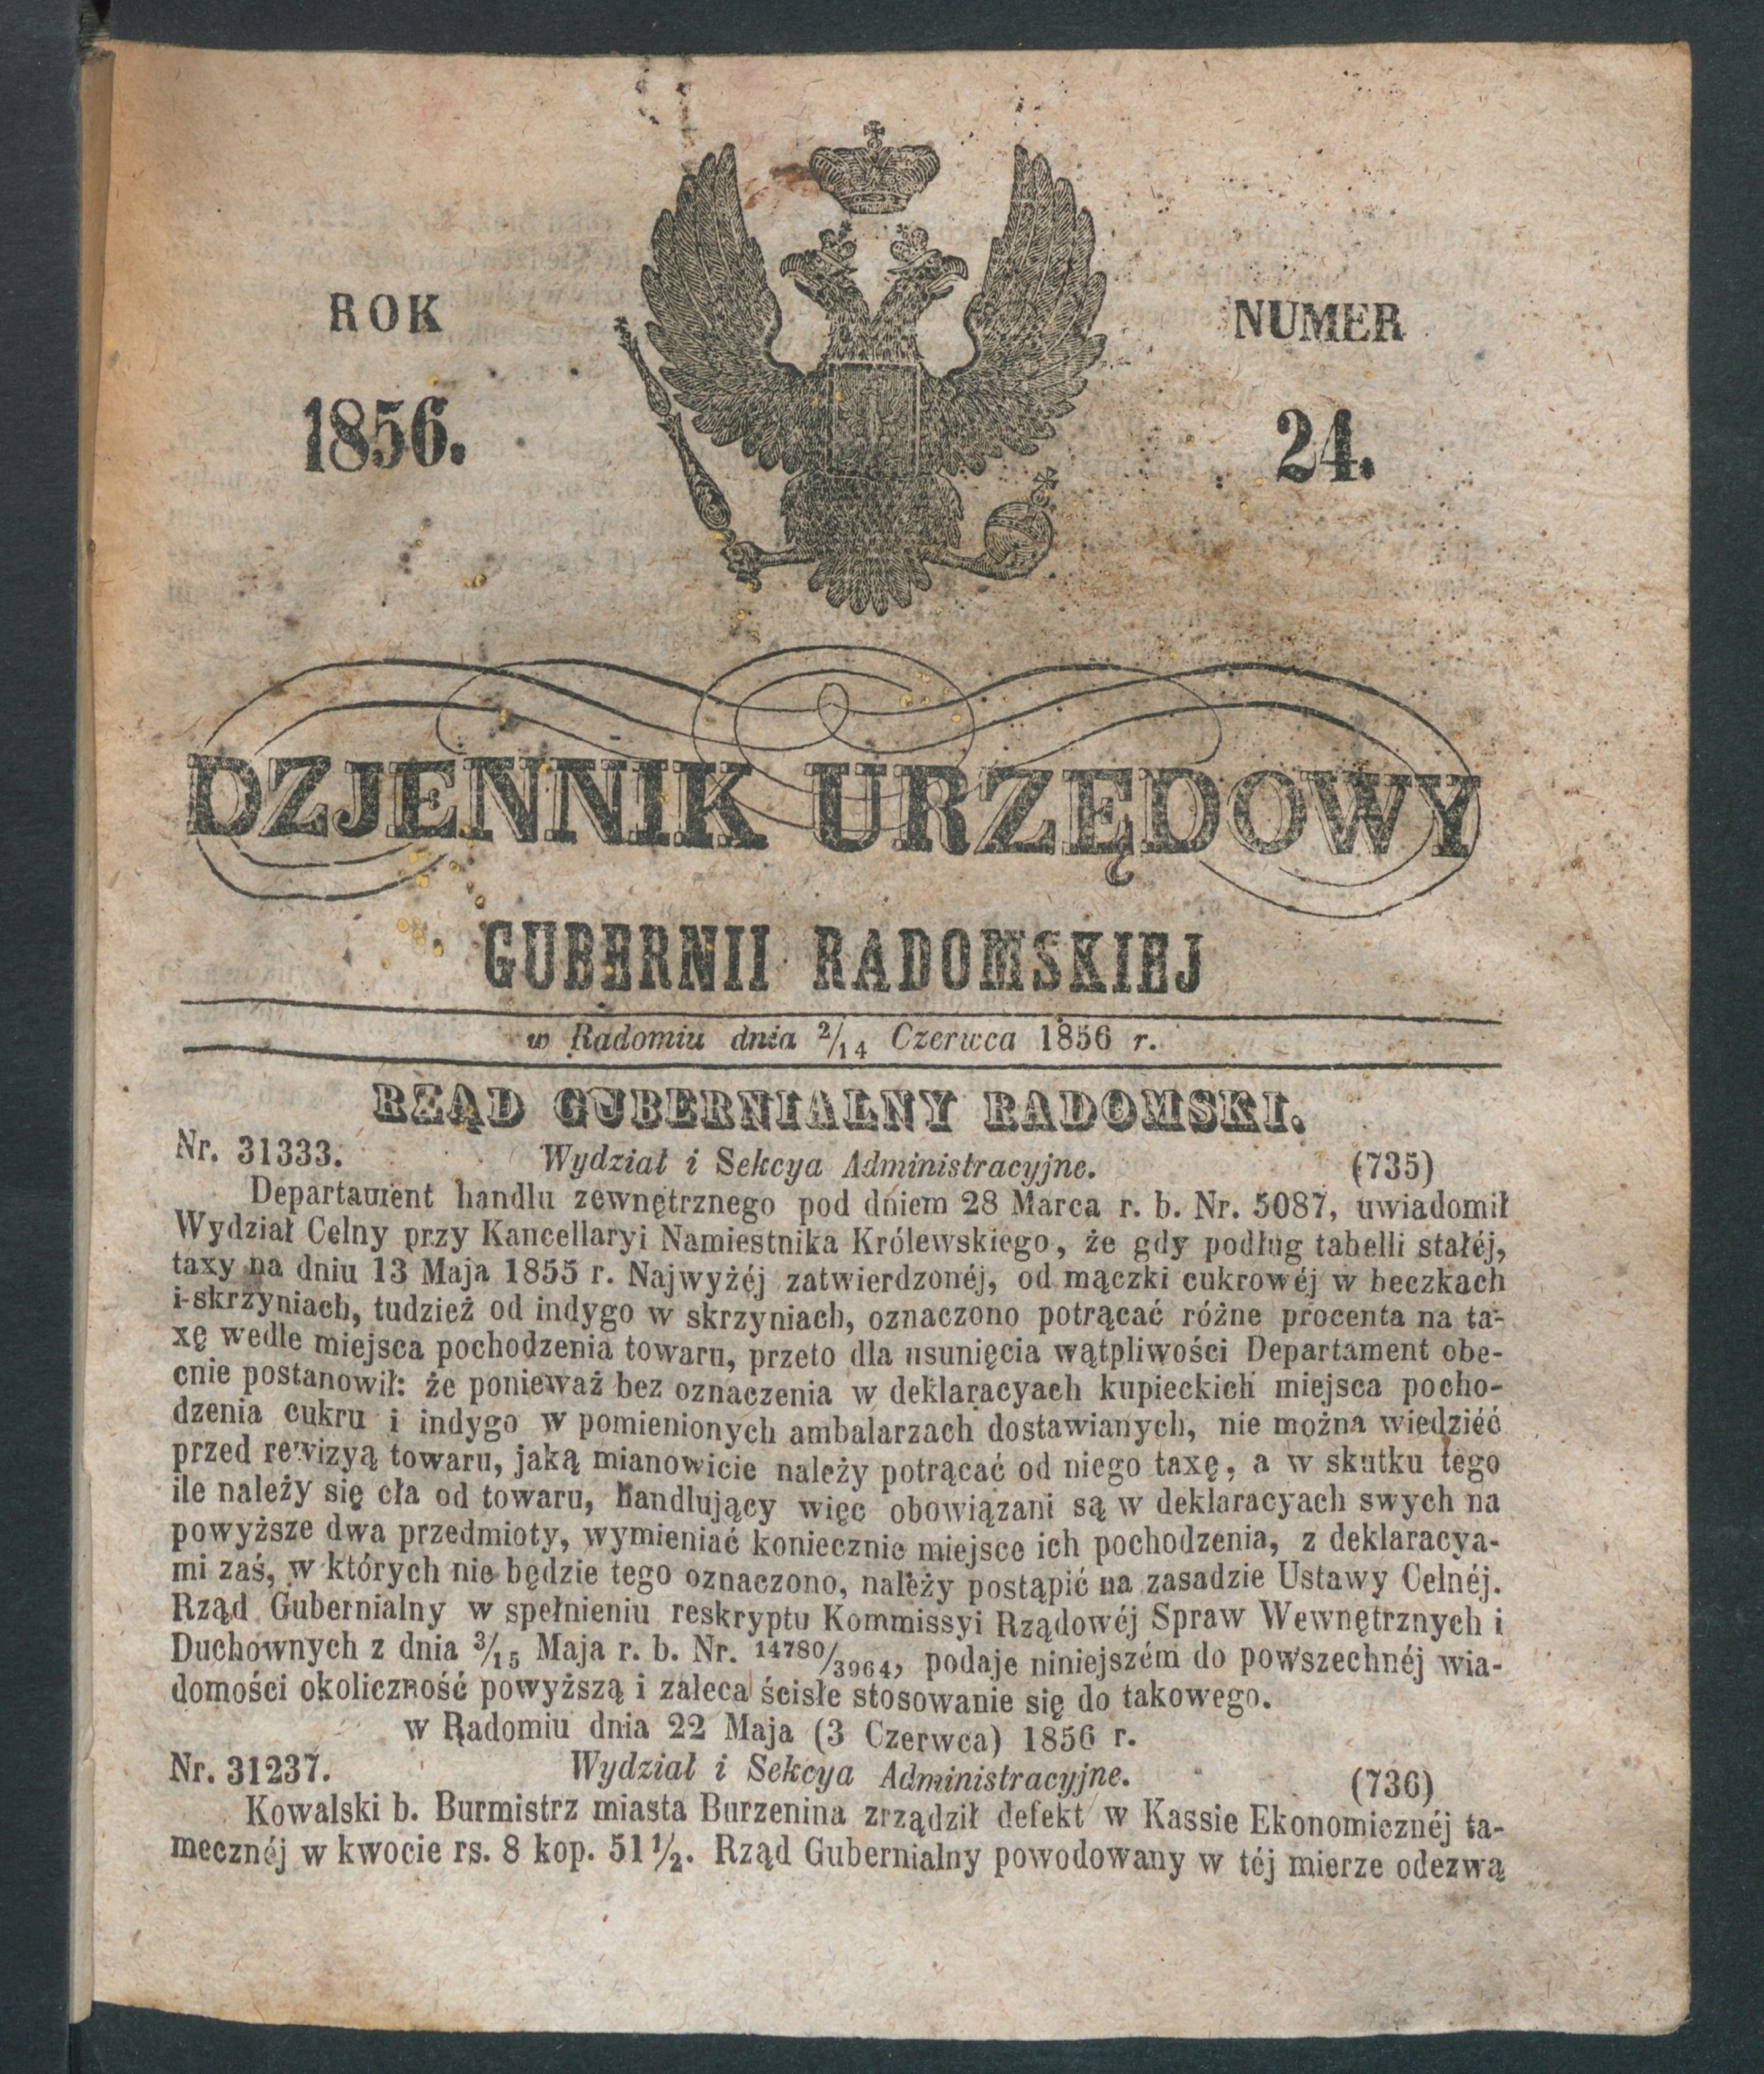 ROK
1856.
NUMER
24.
DZJENNIK URZĘDOWY
GUBERNII RADOMSKIEJ
w Radomiu dnia 2/14 Czerwca 1856 r.
RZĄD GUBERNIALNY RADOMSKI.
Nr. 31333. Wydział i Sekcya Administracyjne. (735)
Departament handlu zewnętrznego pod dniem 28 Marca r. b. Nr. 5087, uwiadomił
Wydział Celny przy Kancellaryi Namiestnika Królewskiego, że gdy podług tabelli stałéj,
taxy na dniu 13 Maja 1855 r. Najwyżéj zatwierdzonéj, od mączki cukrowéj w beczkach
i skrzyniach, tudzież od indygo w skrzyniach, oznaczono potrącać różne procenta na ta-
xę wedle miejsca pochodzenia towaru, przeto dla usunięcia wątpliwości Departament obe-
cnie postanowił: że ponieważ bez oznaczenia w deklaracyach kupieckich miejsca pocho-
dzenia cukru i indygo w pomienionych ambalarzach dostawianych, nie można wiedziéć
przed rewizyą towaru, jaką mianowicie należy potrącać od niego taxę, a w skutku tego
ile należy się cła od towaru, handlujący więc obowiązani są w deklaracyach swych na
powyższe dwa przedmioty, wymieniać koniecznie miejsce ich pochodzenia, z deklaracya-
mi zaś, w których nie będzie tego oznaczono, należy postąpić na zasadzie Ustawy Celnéj.
Rząd Gubernialny w spełnieniu reskryptu Kommissyi Rządowéj Spraw Wewnętrznych i
Duchownych z dnia 3/15 Maja r. b. Nr. 14780/3964, podaje niniejszém do powszechnéj wia-
domości okoliczność powyższą i zaleca ścisłe stosowanie się do takowego.
w Radomiu dnia 22 Maja (3 Czerwca) 1856 r.
Nr. 31237. Wydział i Sekcya Administracyjne. (736)
Kowalski b. Burmistrz miasta Burzenina zrządził defekt w Kassie Ekonomicznéj ta-
mecznéj w kwocie rs. 8 kop. 51 1/2. Rząd Gubernialny powodowany w téj mierze odezwą